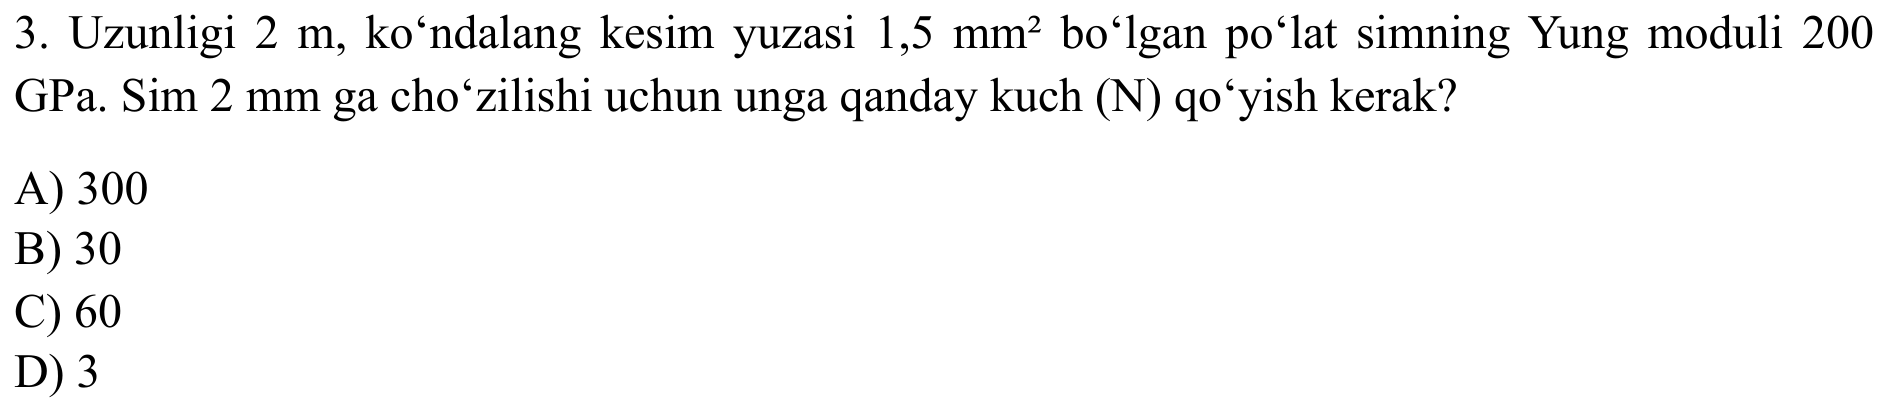 3. Uzunligi 2 m, ko‘ndalang kesim yuzasi 1,5 mm² bo‘lgan po‘lat simning Yung moduli 200
GPa. Sim 2 mm ga cho‘zilishi uchun unga qanday kuch (N) qo‘yish kerak?
A) 300
B) 30
C) 60
D) 3